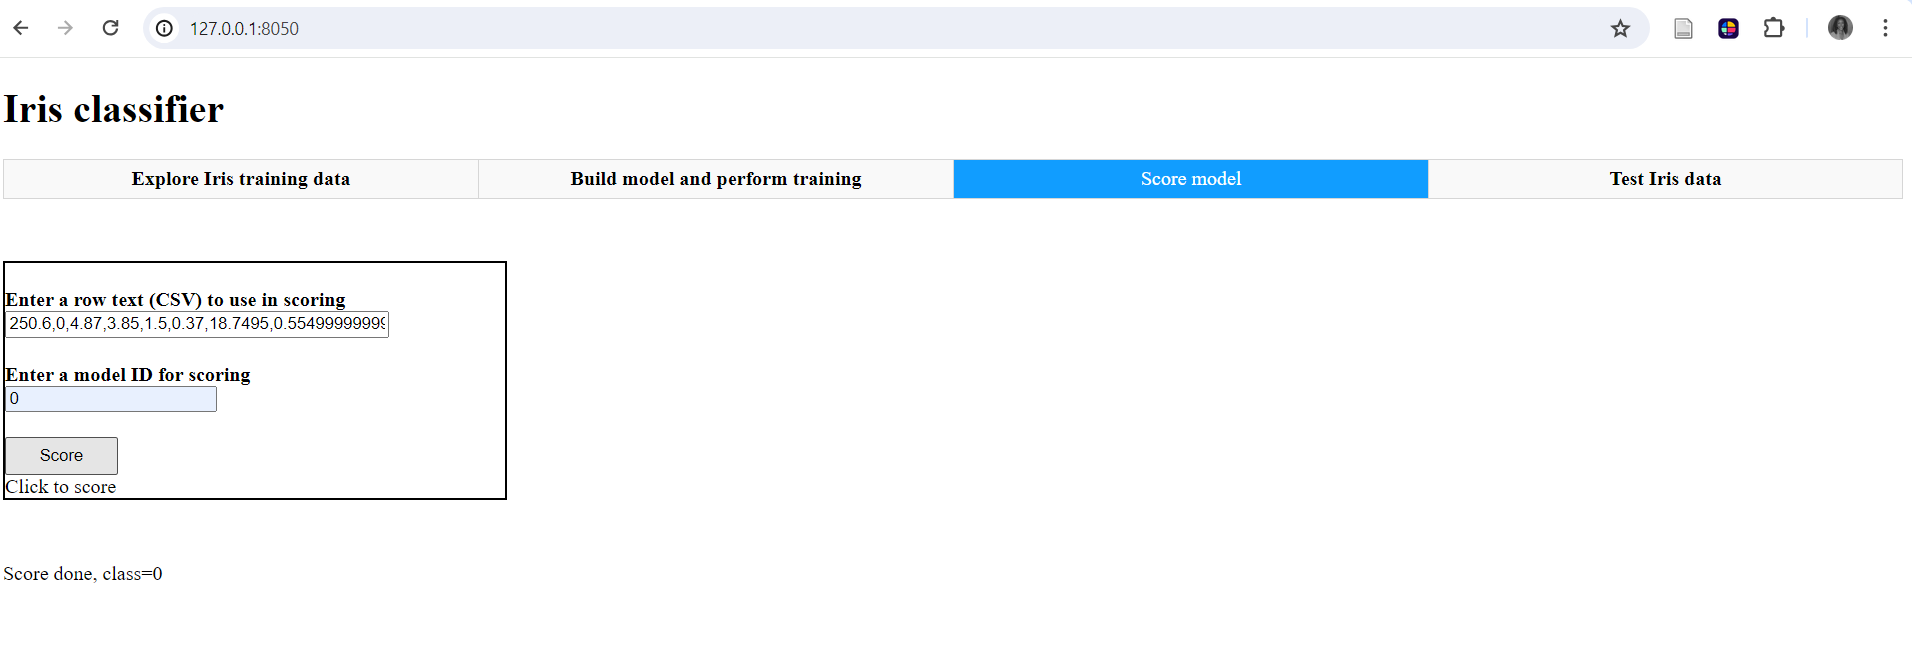 127.0.0.1:8050
Iris classifier
Explore Iris training data
Build model and perform training
Score model
Test Iris data
Enter a row text (CSV) to use in scoring
250.6,0,4.87,3.85,1.5,0.37,18.7495,0.55499999999
Enter a model ID for scoring
0
Score
Click to score
Score done, class=0